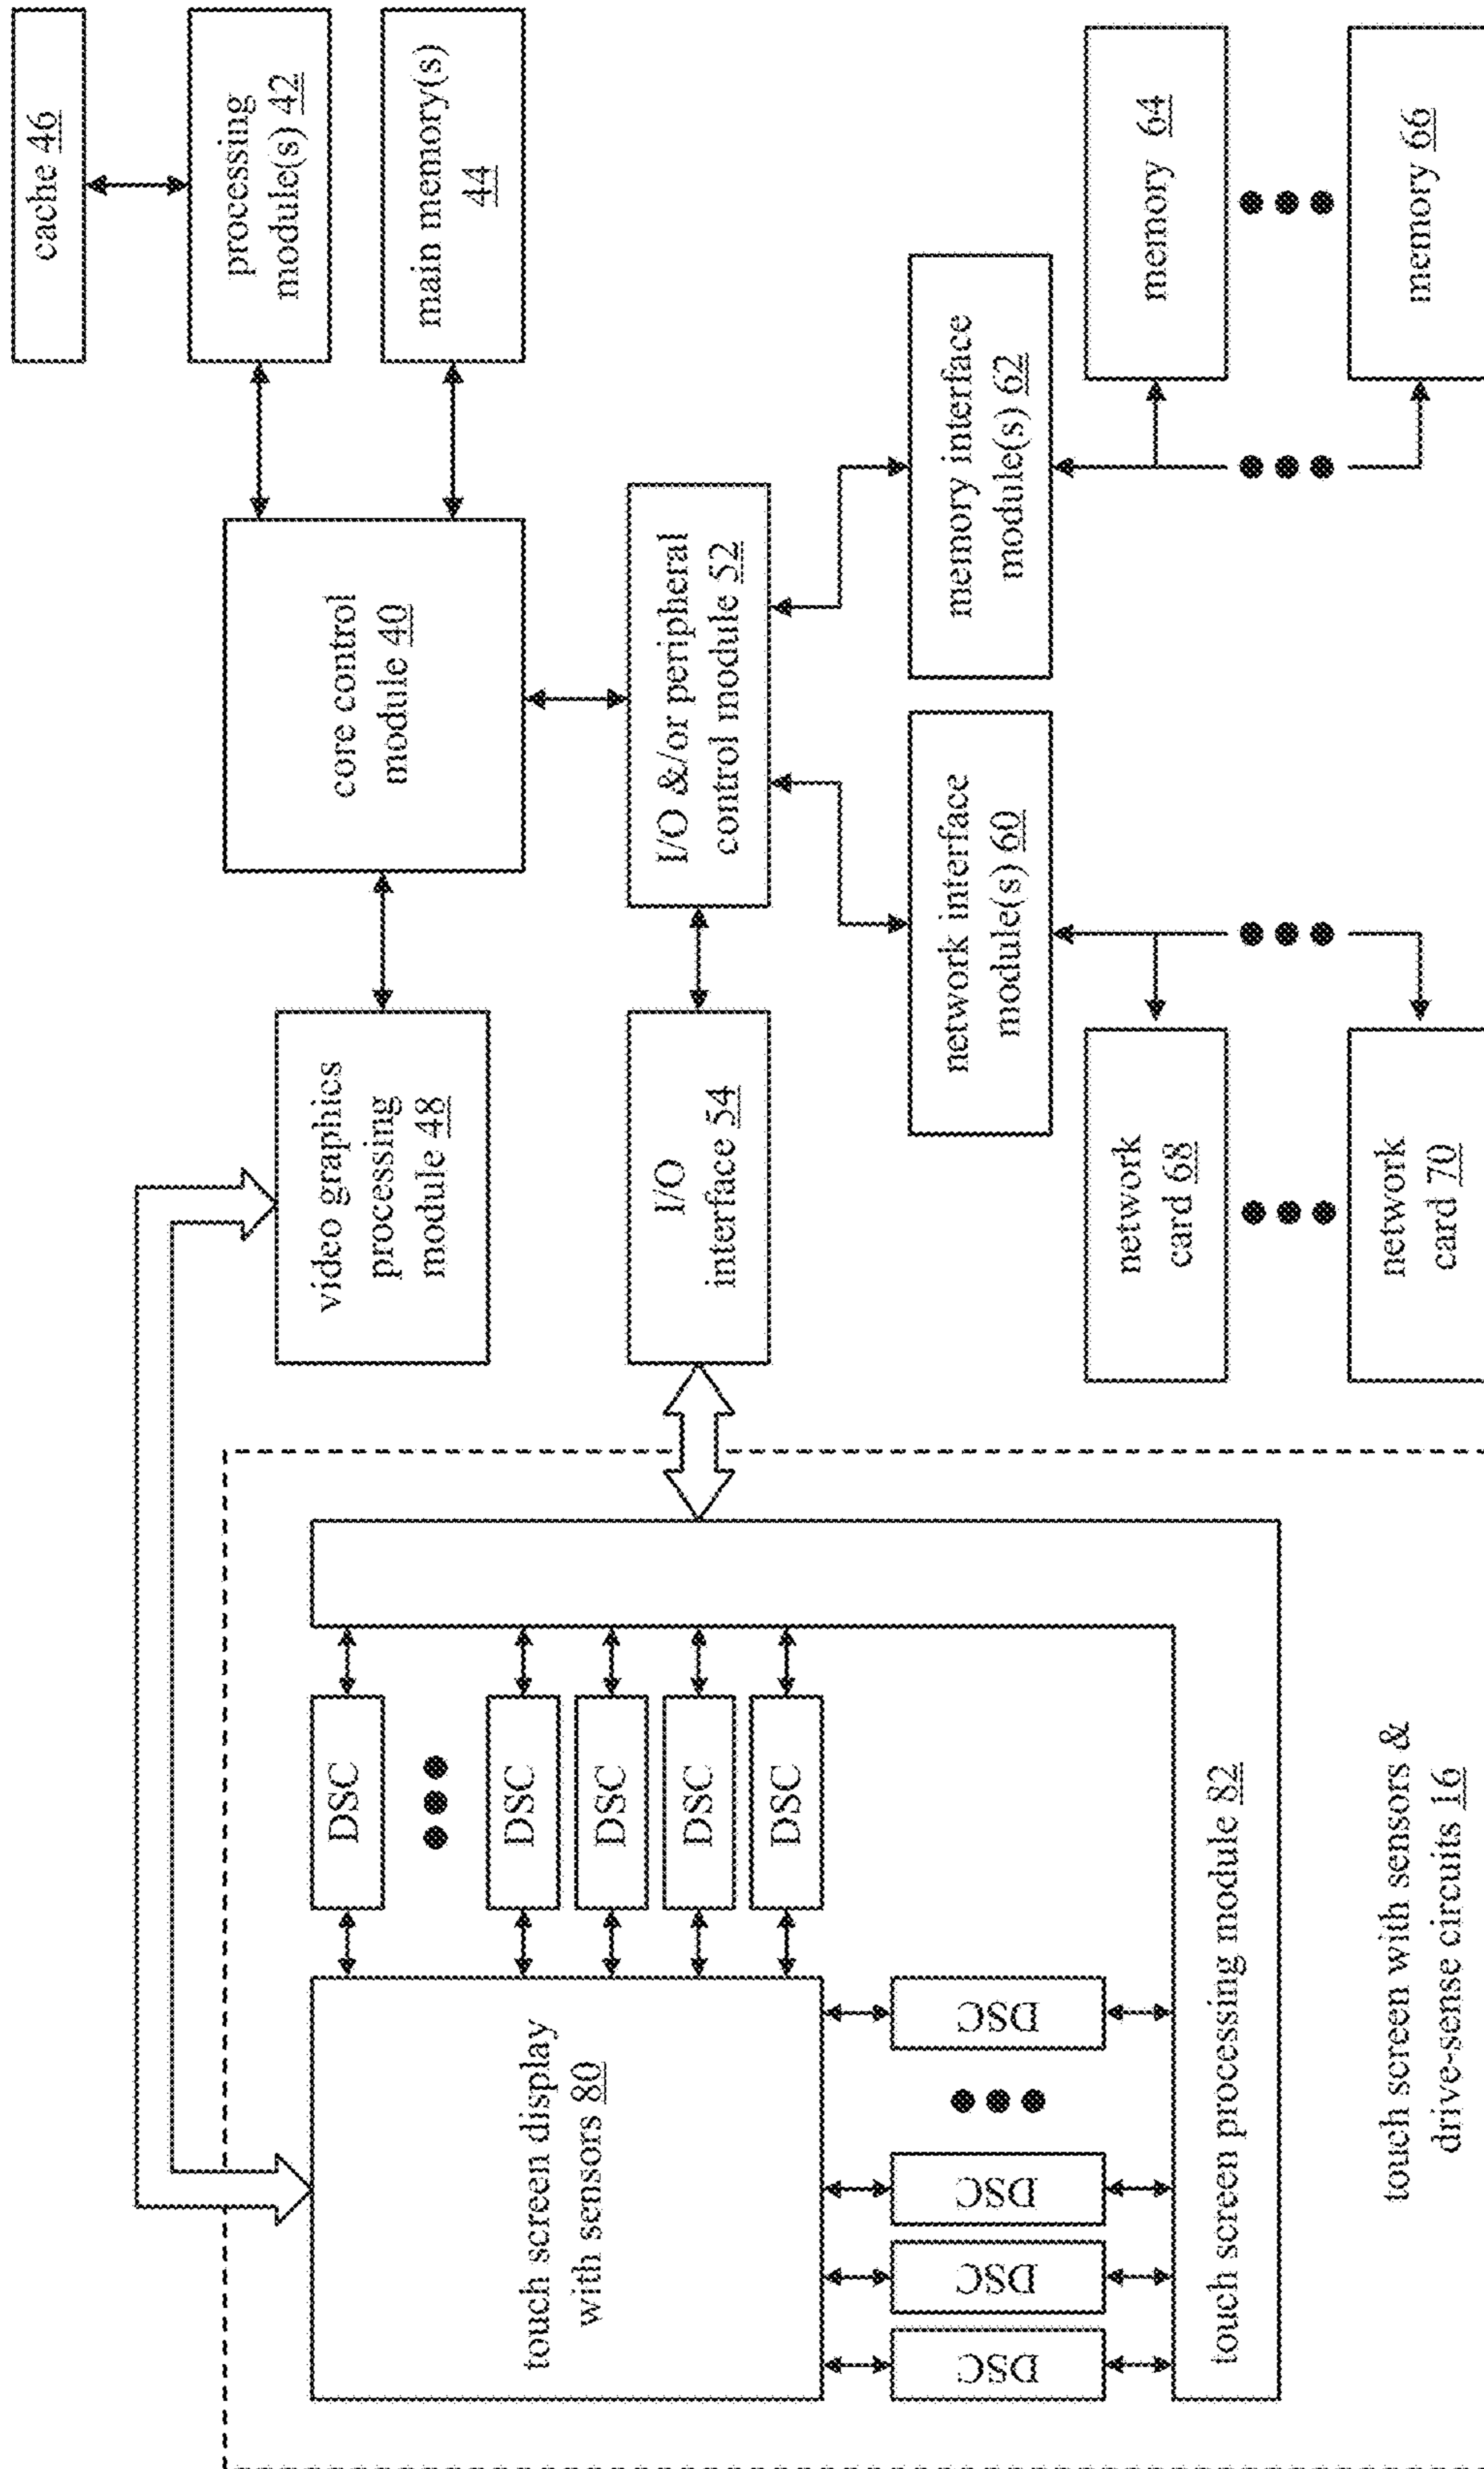 cache 46
processing
module(s) 42
main memory(s)
44
core control
module 40
video graphics
processing
module 48
I/O &/or peripheral
control module 52
I/O
interface 54
memory interface
module(s) 62
network interface
module(s) 60
memory 64
memory 66
network
card 68
network
card 70
touch screen display
with sensors 80
DSC
DSC
DSC
DSC
DSC
DSC
DSC
DSC
DSC
touch screen processing module 82
touch screen with sensors &
drive-sense circuits 16